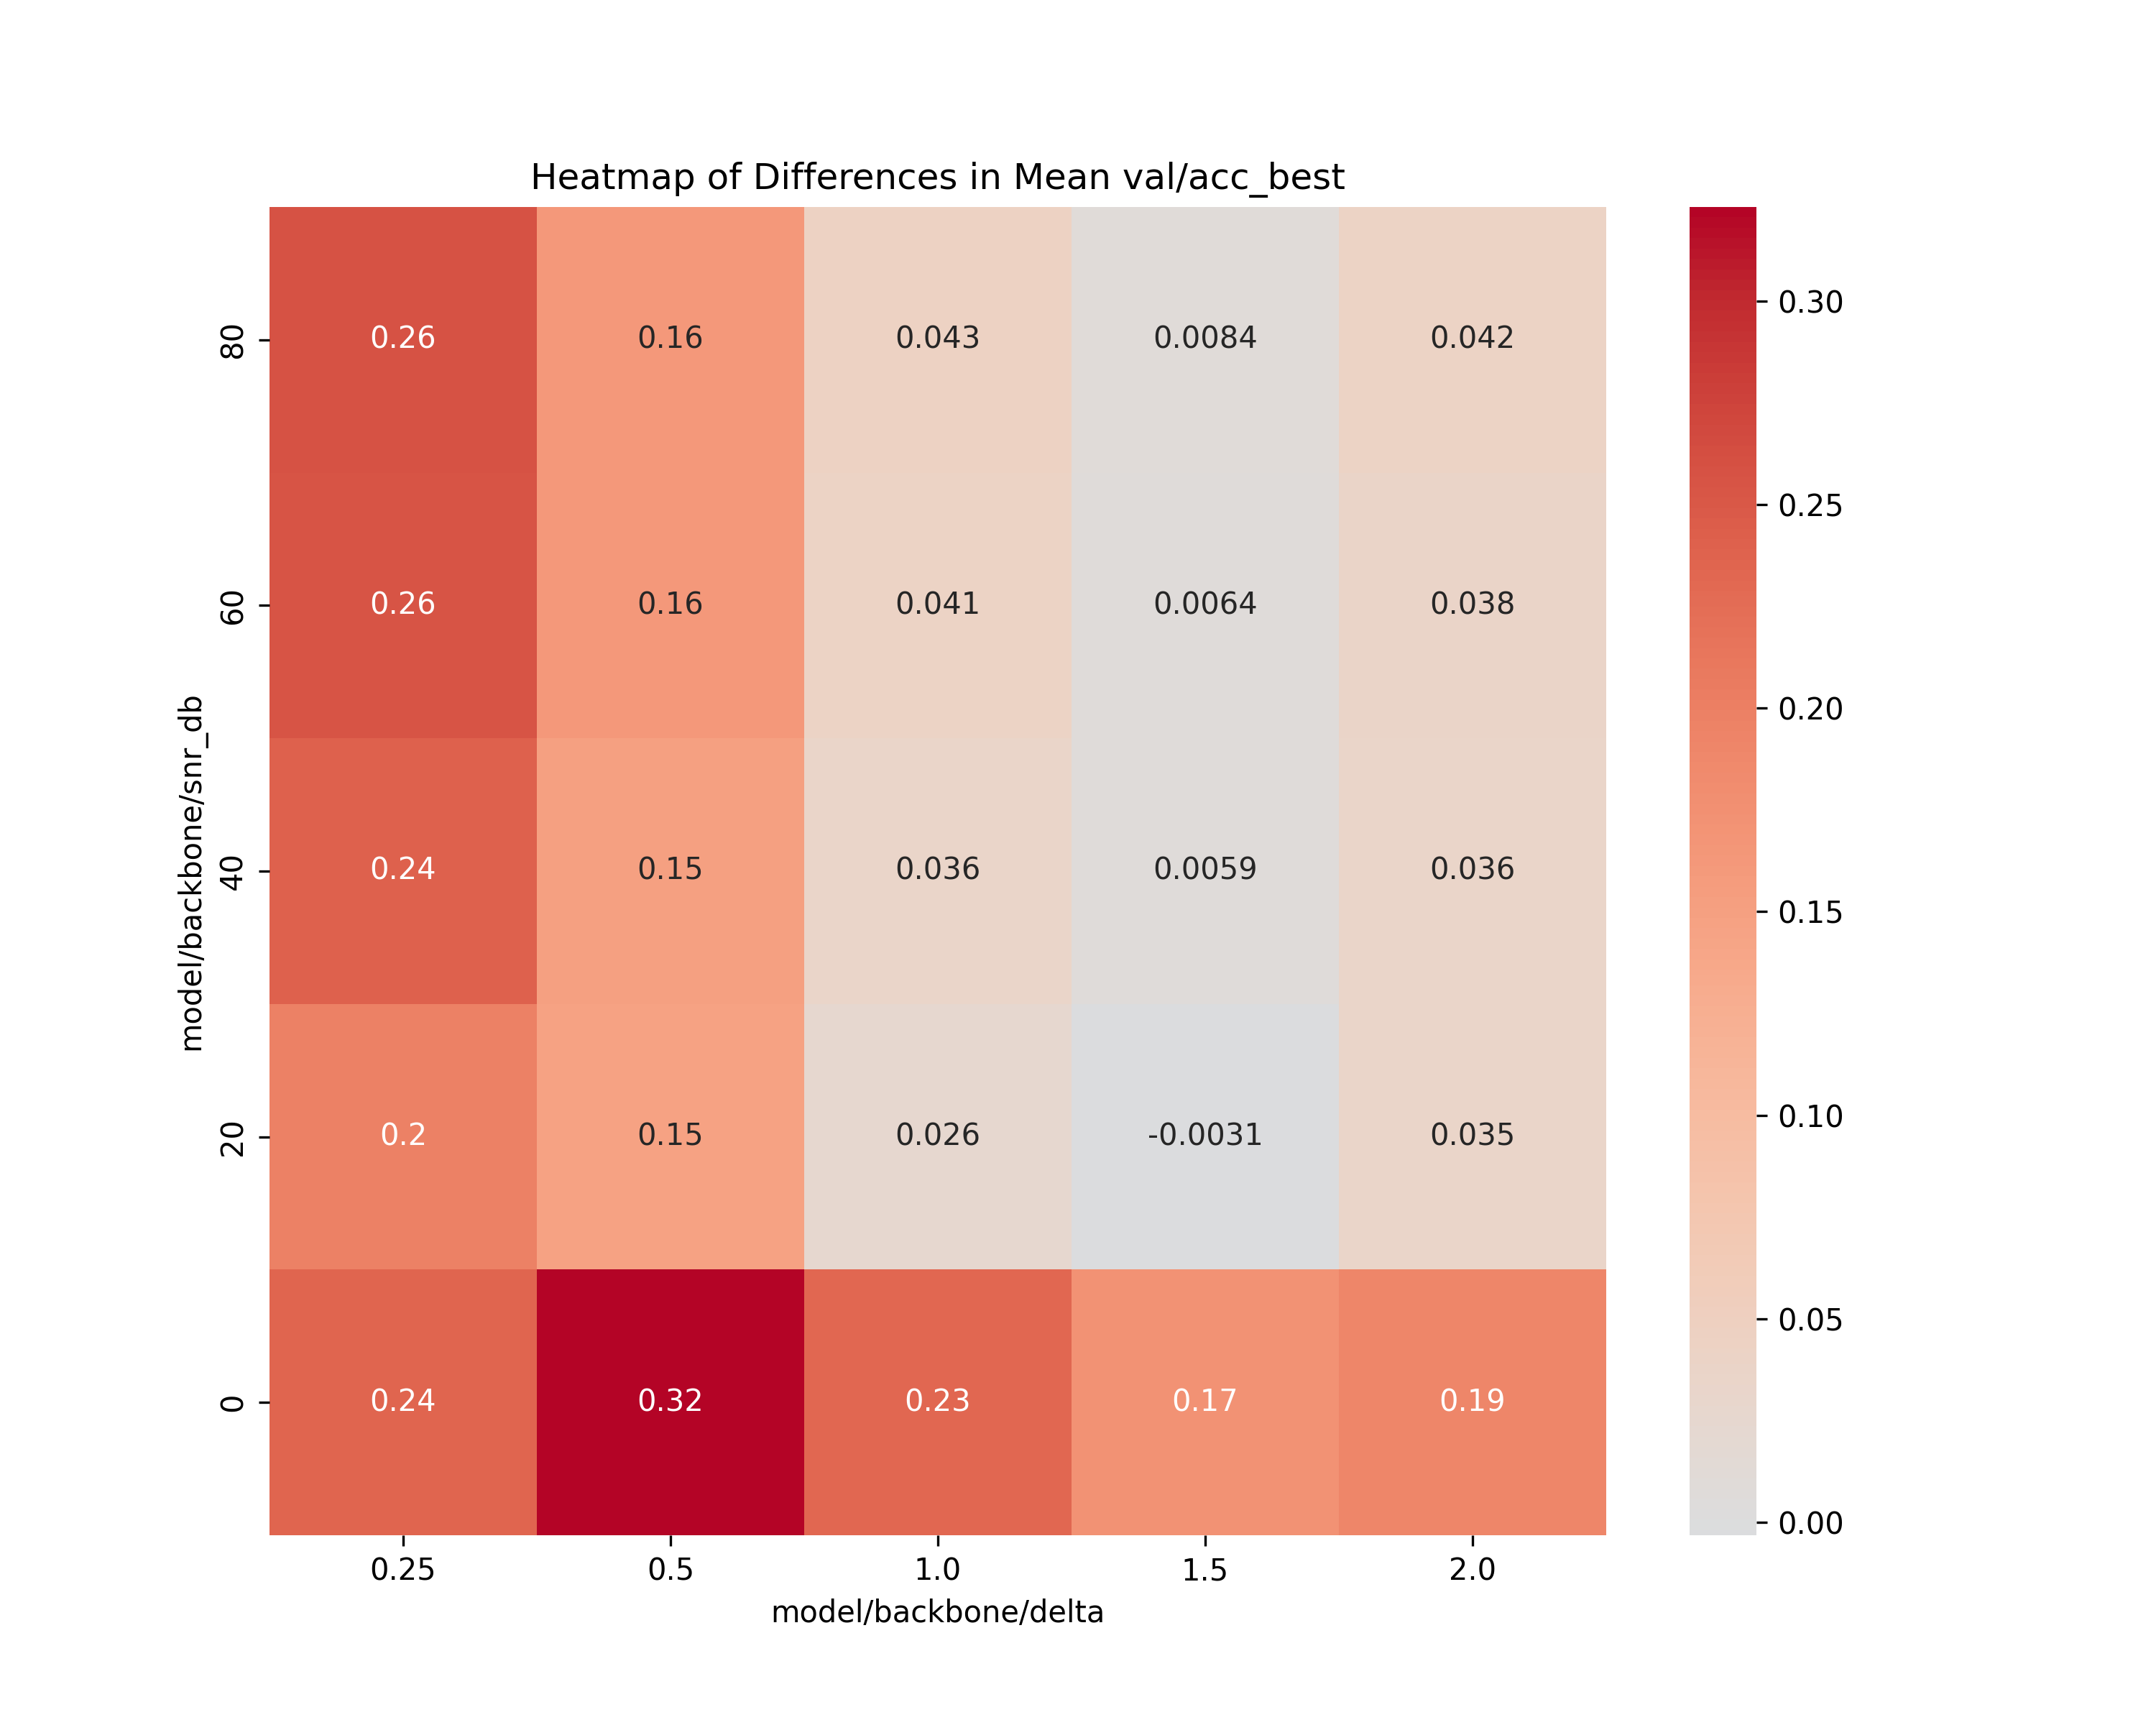 Heatmap of Differences in Mean val/acc_best
80 0.26 0.16 0.043 0.0084 0.042
60 0.26 0.16 0.041 0.0064 0.038
40 0.24 0.15 0.036 0.0059 0.036
20 0.2 0.15 0.026 -0.0031 0.035
0 0.24 0.32 0.23 0.17 0.19
model/backbone/snr_db
0.25 0.5 1.0 1.5 2.0
model/backbone/delta
0.30
0.25
0.20
0.15
0.10
0.05
0.00